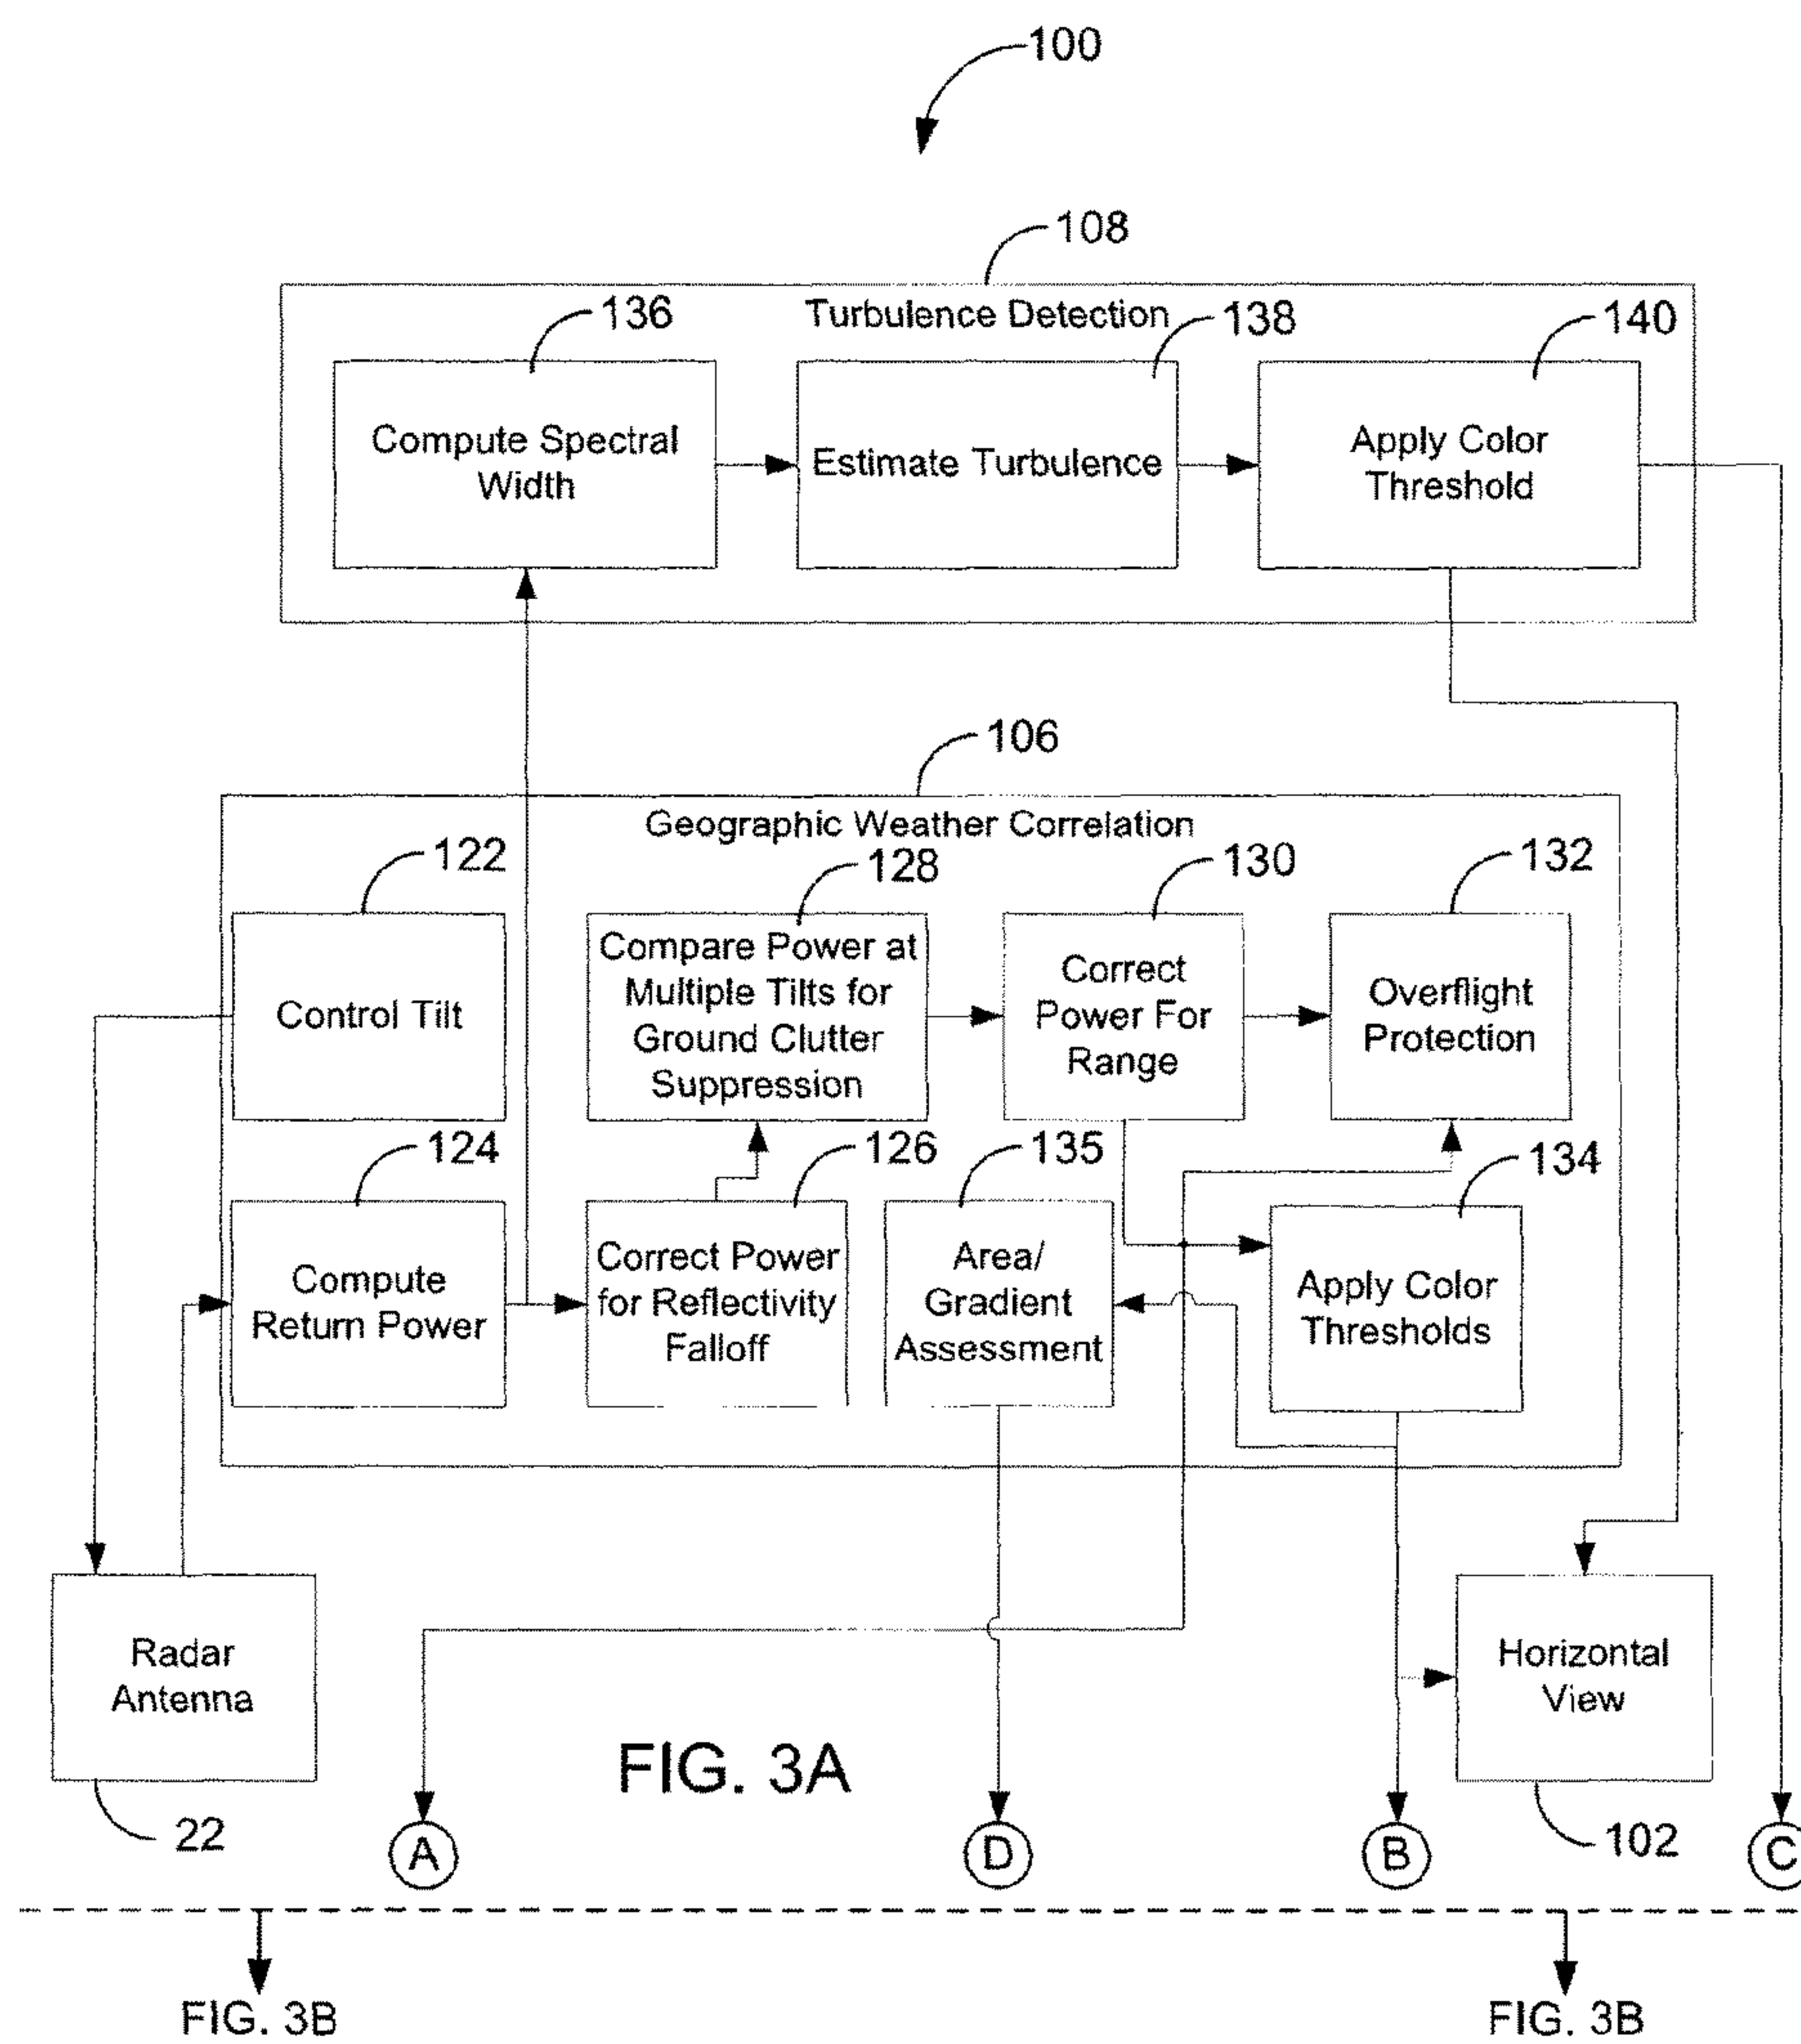 100
108
Turbulence Detection
136
138
140
Compute Spectral
Width
Estimate Turbulence
Apply Color
Threshold
106
Geographic Weather Correlation
122
128
130
132
Control Tilt
Compare Power at
Multiple Tilts for
Ground Clutter
Suppression
Correct
Power For
Range
Overflight
Protection
124
126
135
134
Compute
Return Power
Correct Power
for Reflectivity
Falloff
Area/
Gradient
Assessment
Apply Color
Thresholds
Radar
Antenna
Horizontal
View
FIG. 3A
22
102
A
D
B
C
FIG. 3B
FIG. 3B